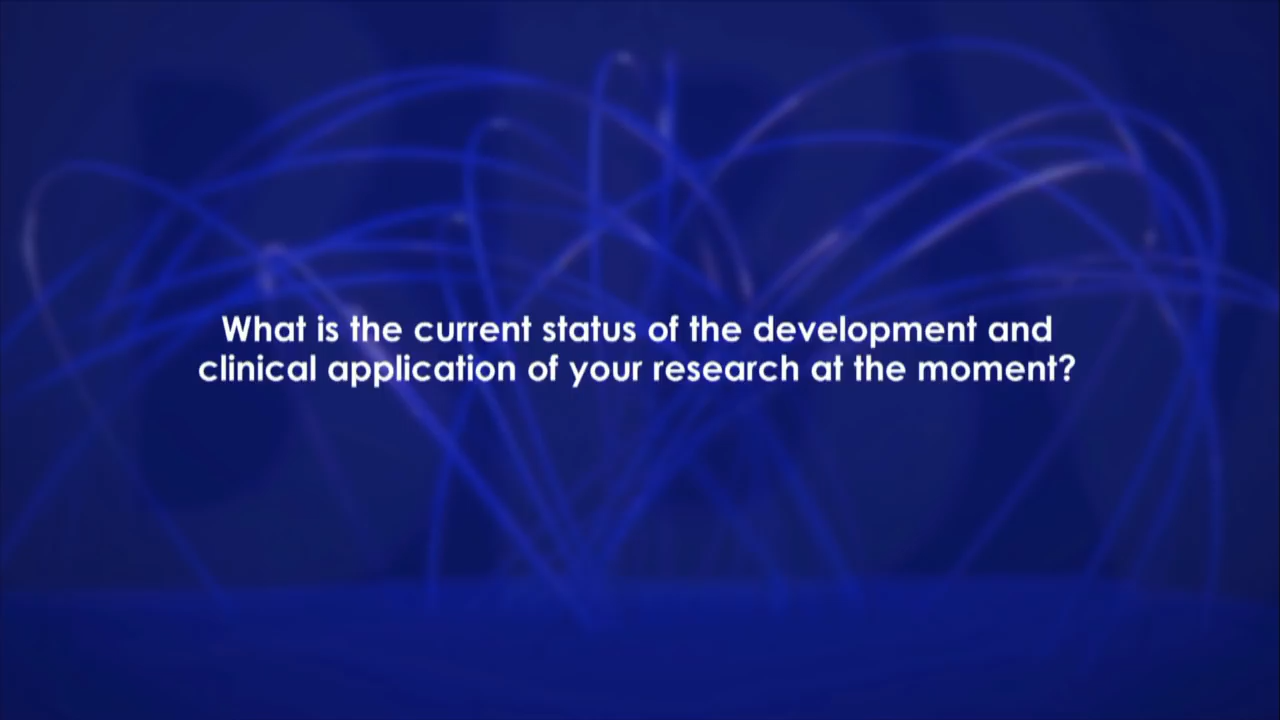 What is the current status of the development and
clinical application of your research at the moment?